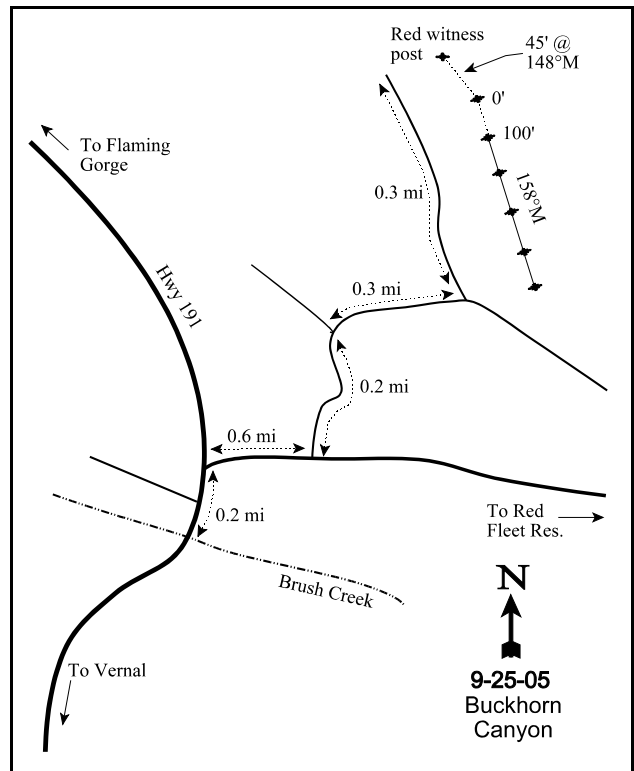 Red witness
post
45' @
148°M
0'
100'
158°M
To Flaming
Gorge
0.3 mi
Hwy 191
0.3 mi
0.2 mi
0.6 mi
0.2 mi
To Red
Fleet Res.
Brush Creek
N
To Vernal
9-25-05
Buckhorn
Canyon